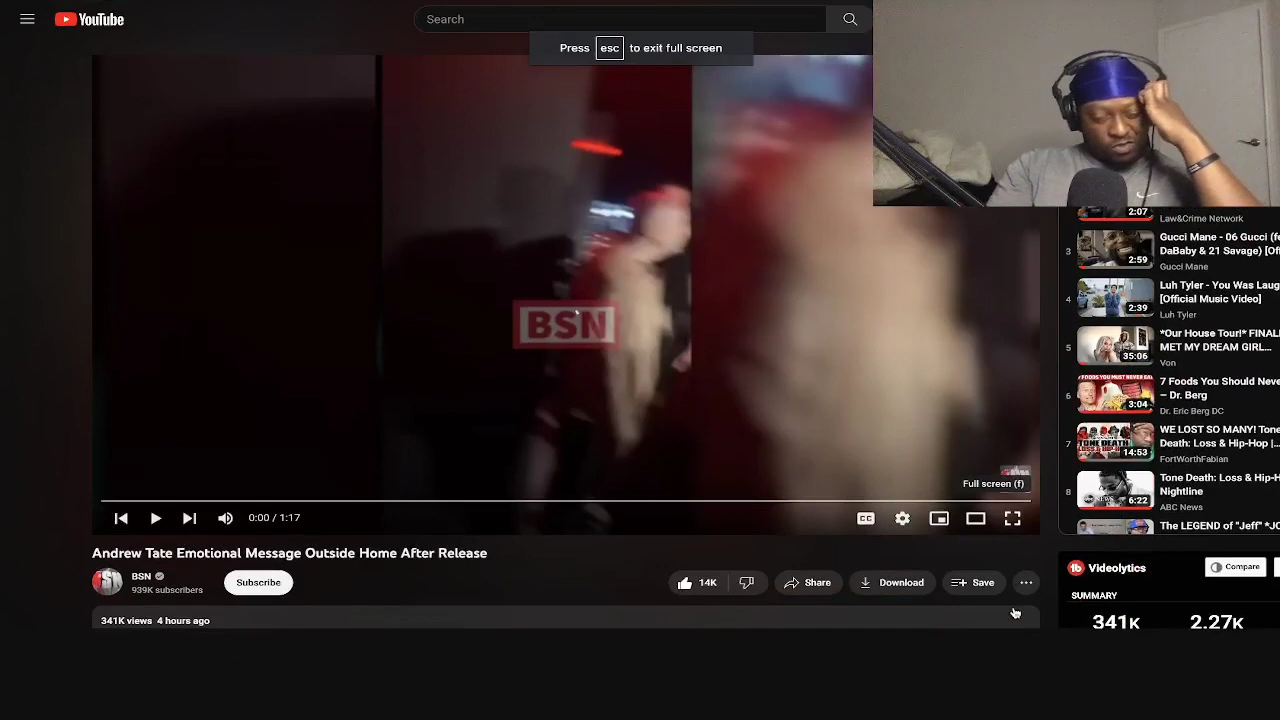 YouTube
Search
Press esc to exit full screen
BSN
Full screen (f)
0:00 / 1:17
CC
Andrew Tate Emotional Message Outside Home After Release
BSN
939K subscribers
Subscribe
14K
Share
Download
Save
341K views 4 hours ago
2:07
Law&Crime Network
3
2:59
Gucci Mane - 06 Gucci (f
DaBaby & 21 Savage) [Of
Gucci Mane
4
2:39
Luh Tyler - You Was Laug
[Official Music Video]
Luh Tyler
5
35:06
*Our House Tour!* FINAL
MET MY DREAM GIRL...
Von
6
3:04
7 Foods You Should Neve
– Dr. Berg
Dr. Eric Berg DC
7
14:53
WE LOST SO MANY! Tone
Death: Loss & Hip-Hop |...
FortWorthFabian
8
6:22
Tone Death: Loss & Hip-H
Nightline
ABC News
The LEGEND of "Jeff" *JO
Videolytics
Compare
SUMMARY
341K
2.27K